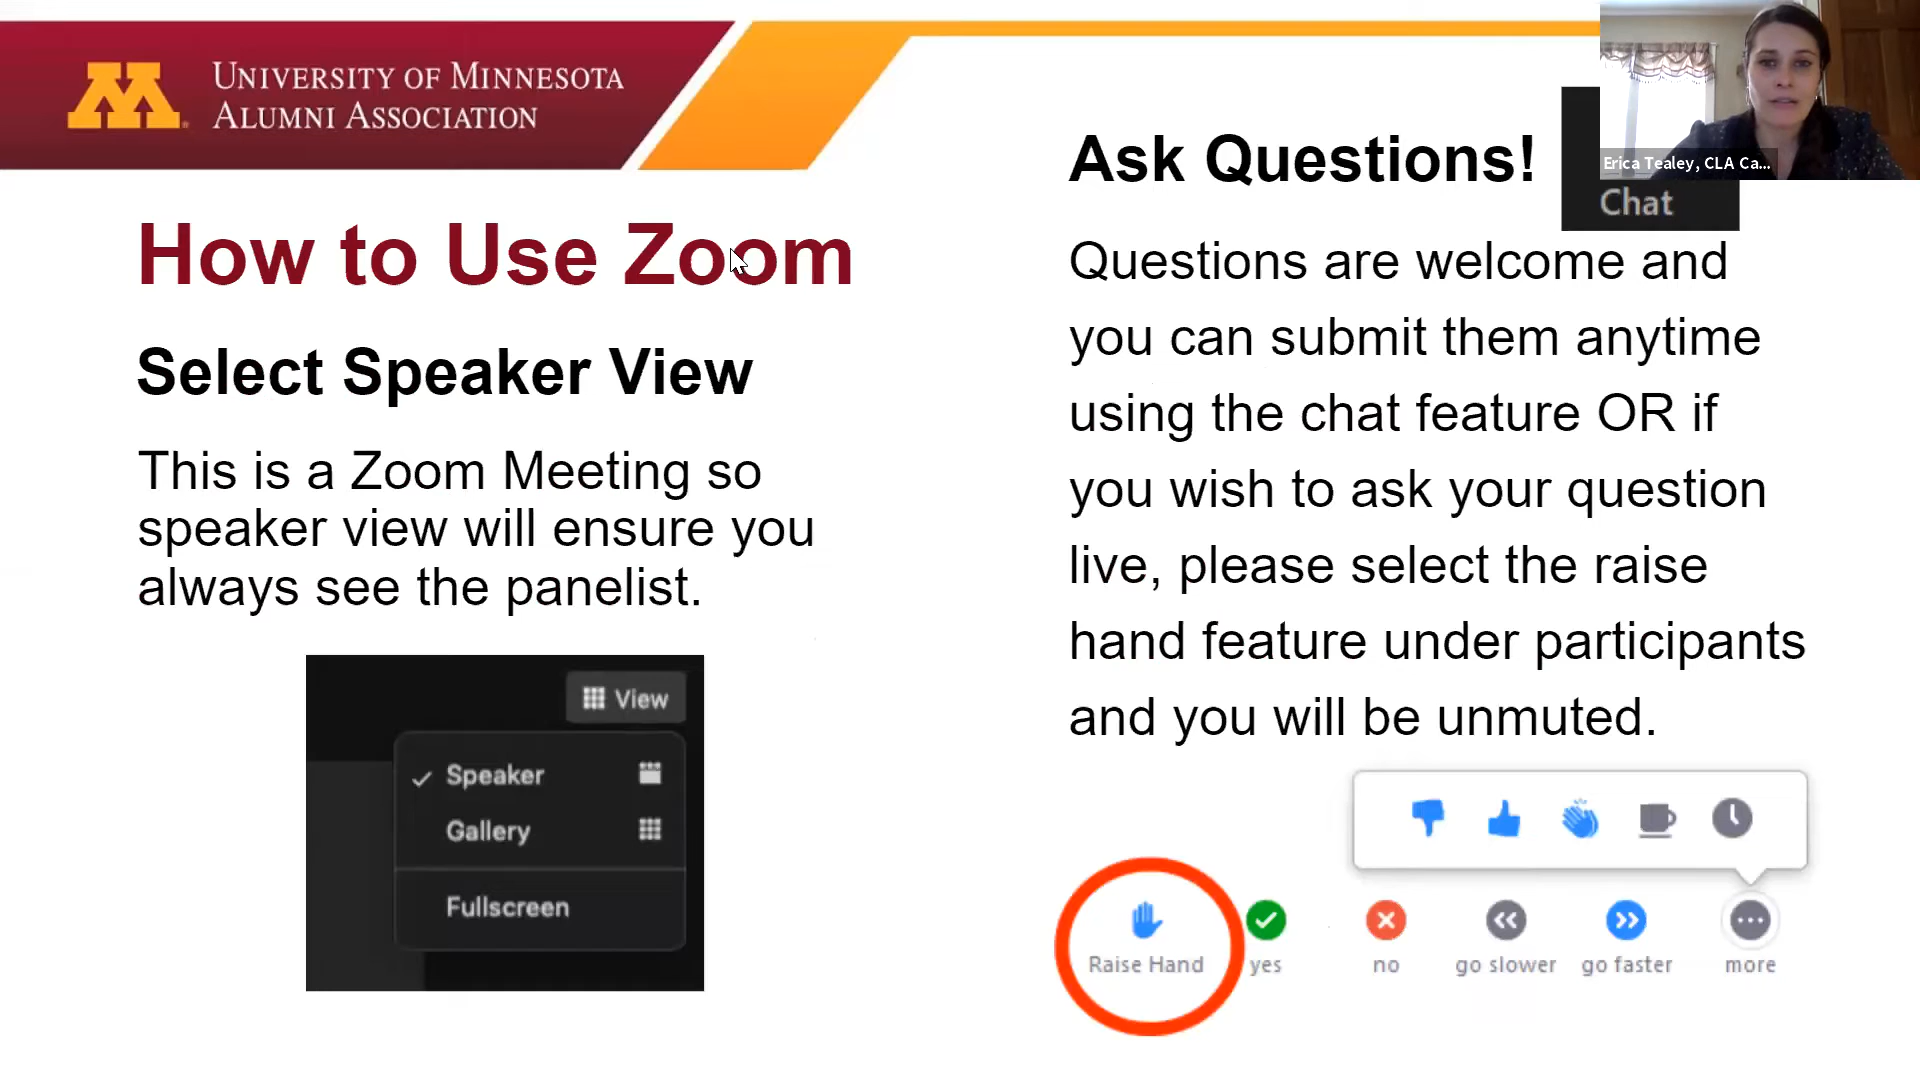 UNIVERSITY OF MINNESOTA
ALUMNI ASSOCIATION
How to Use Zoom
Select Speaker View
This is a Zoom Meeting so
speaker view will ensure you
always see the panelist.
View
Speaker
Gallery
Fullscreen
Ask Questions!
Erica Tealey, CLA Ca...
Chat
Questions are welcome and
you can submit them anytime
using the chat feature OR if
you wish to ask your question
live, please select the raise
hand feature under participants
and you will be unmuted.
Raise Hand yes no go slower go faster more